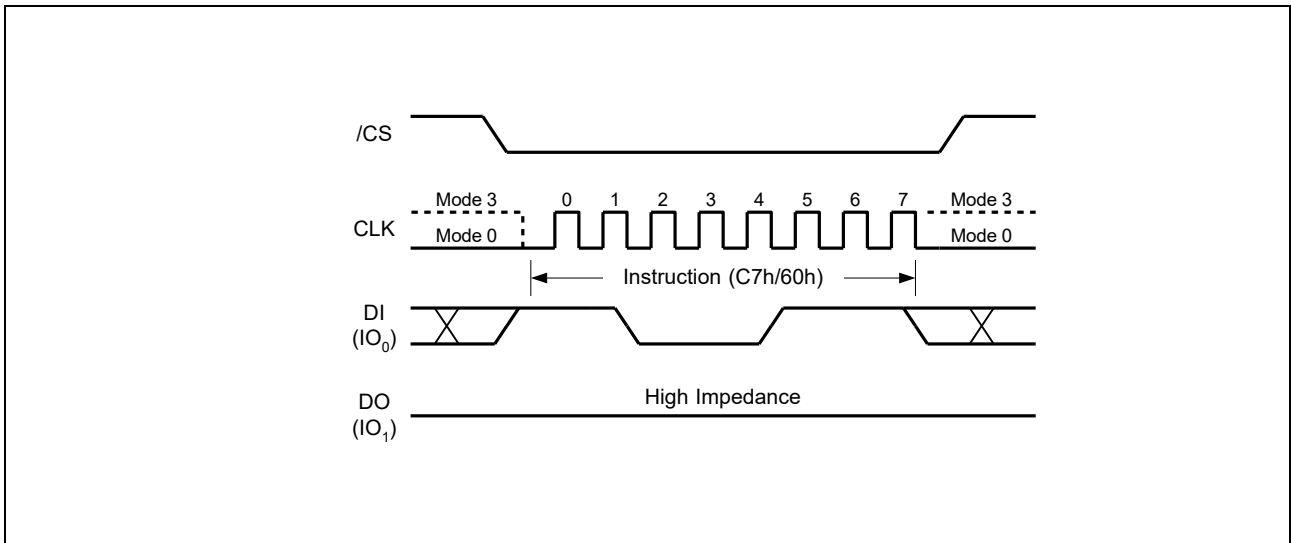 /CS
Mode 3 0 1 2 3 4 5 6 7 Mode 3
CLK
Mode 0 Mode 0
Instruction (C7h/60h)
DI
(IO₀)
High Impedance
DO
(IO₁)